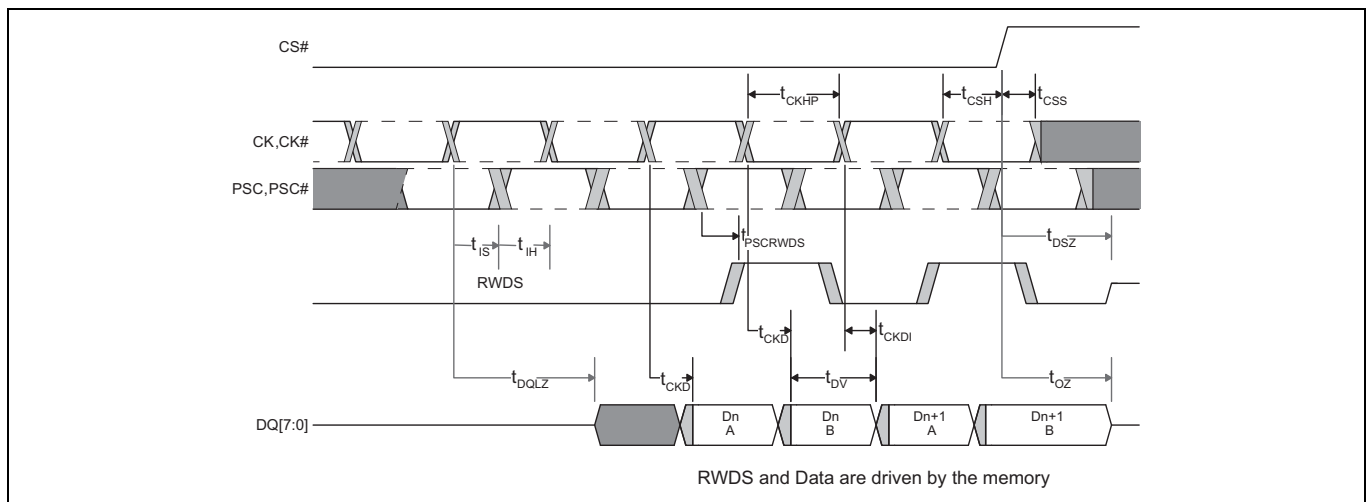 CS#
tCKHP
tCSH
tCSS
CK,CK#
PSC,PSC#
tIS
tIH
tPSCRWDS
tDSZ
RWDS
tCKD
tCKDI
tDQLZ
tCKD
tDV
tOZ
DQ[7:0]
Dn
A
Dn
B
Dn+1
A
Dn+1
B
RWDS and Data are driven by the memory